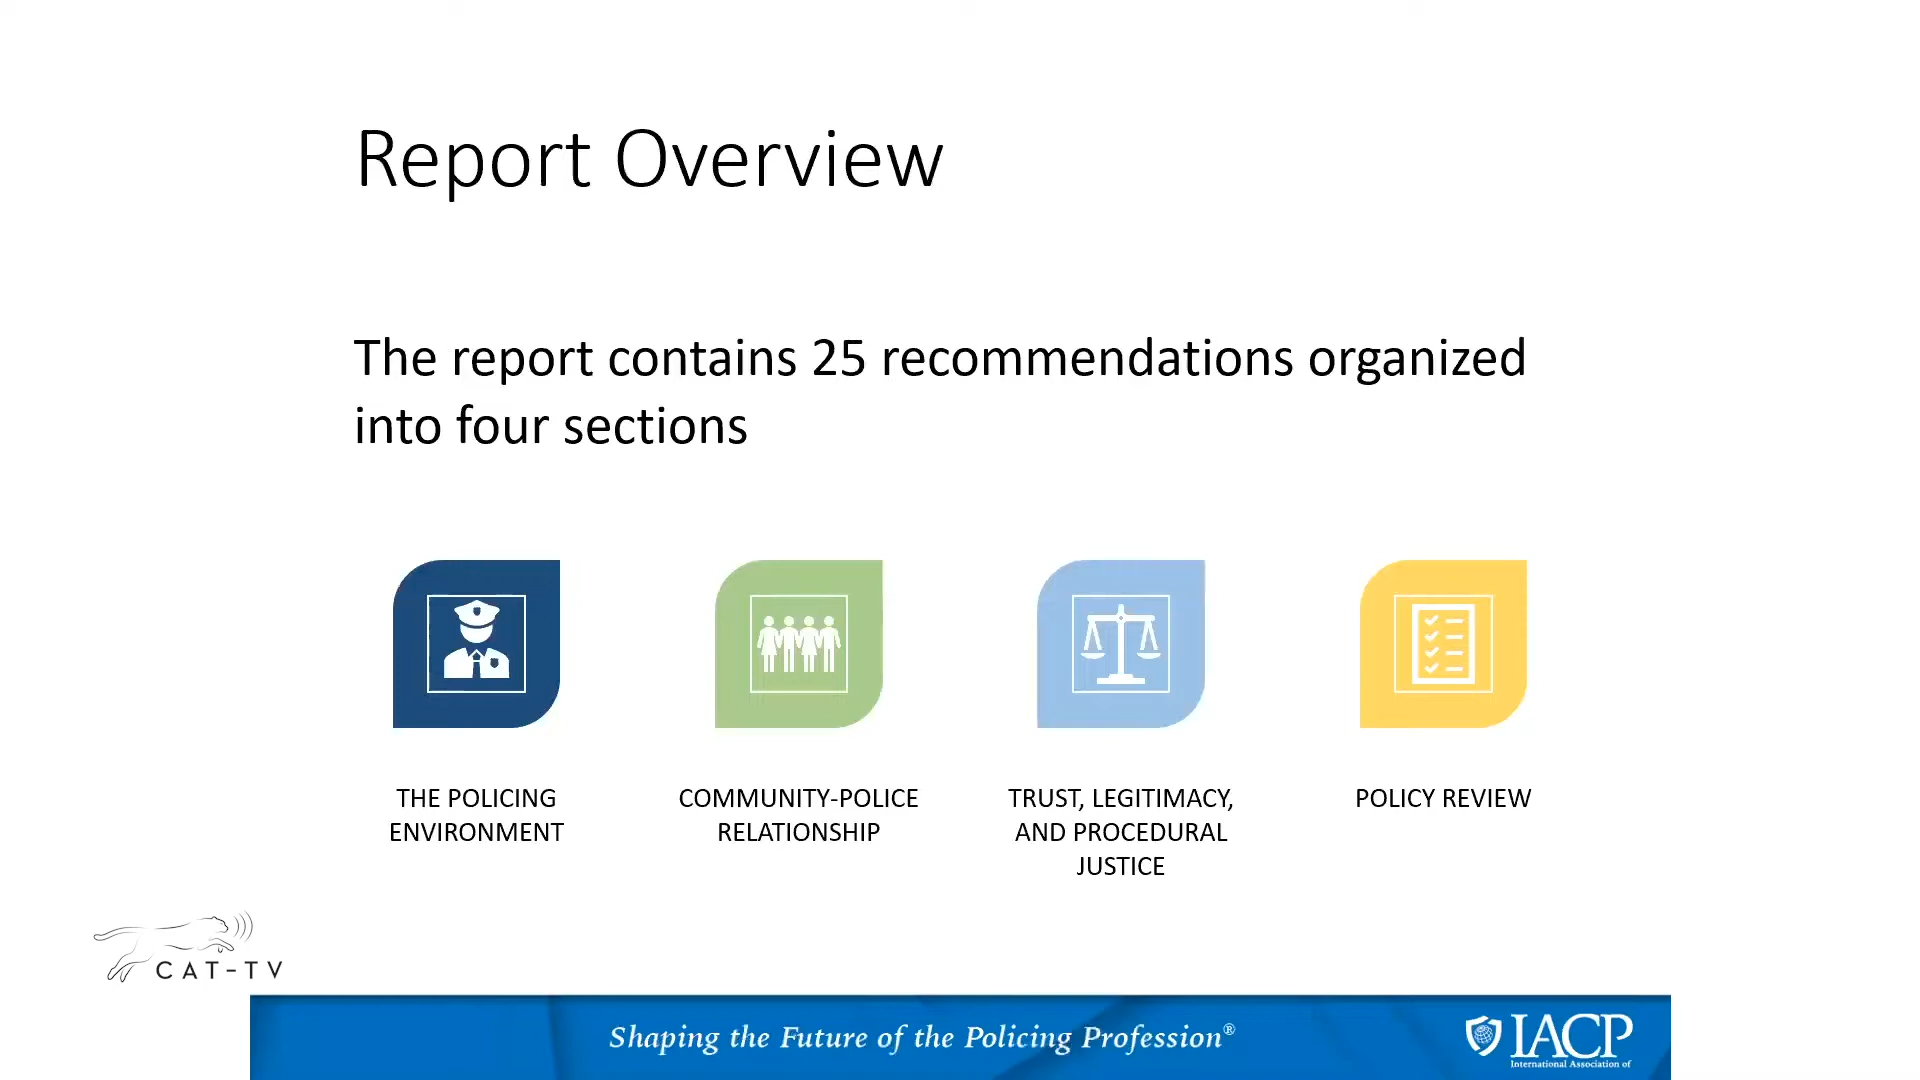 Report Overview
The report contains 25 recommendations organized
into four sections
THE POLICING
ENVIRONMENT
COMMUNITY-POLICE
RELATIONSHIP
TRUST, LEGITIMACY,
AND PROCEDURAL
JUSTICE
POLICY REVIEW
CAT-TV
Shaping the Future of the Policing Profession®
IACP
International Association of